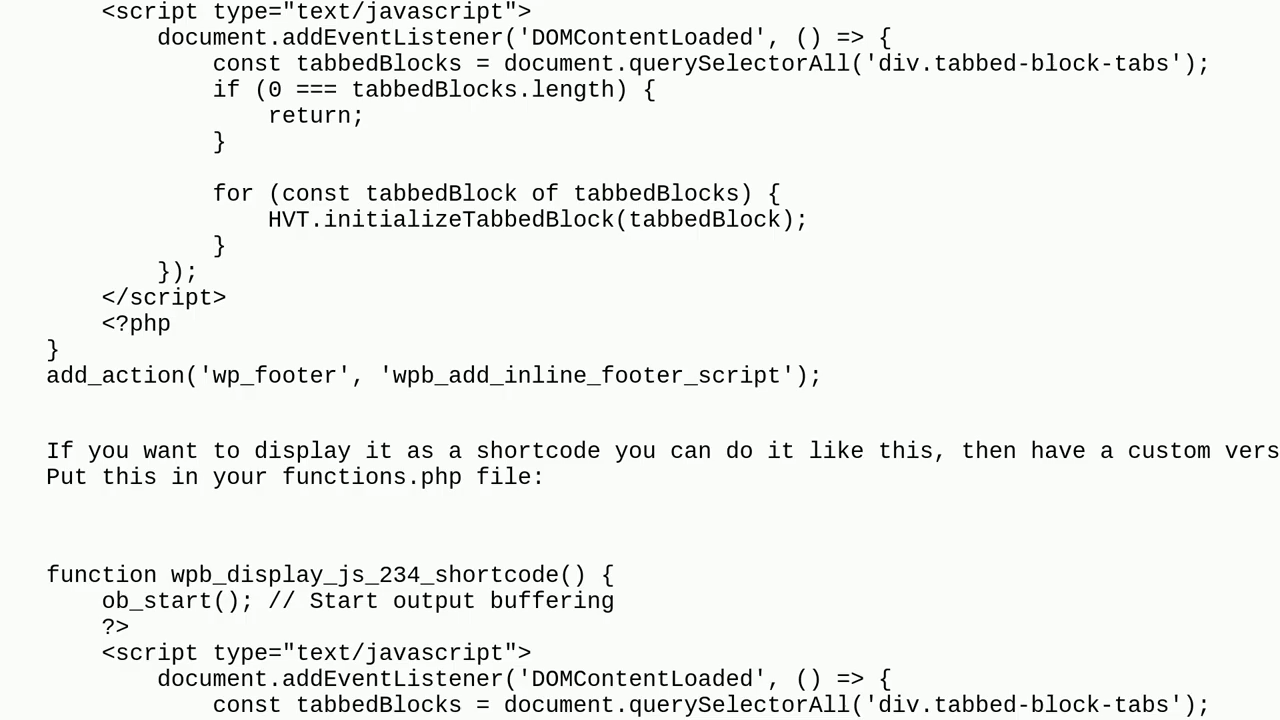 <script type="text/javascript">
document.addEventListener('DOMContentLoaded', () => {
const tabbedBlocks = document.querySelectorAll('div.tabbed-block-tabs');
if (0 === tabbedBlocks.length) {
return;
}
for (const tabbedBlock of tabbedBlocks) {
HVT.initializeTabbedBlock(tabbedBlock);
}
});
</script>
<?php
}
add_action('wp_footer', 'wpb_add_inline_footer_script');
If you want to display it as a shortcode you can do it like this, then have a custom vers
Put this in your functions.php file:
function wpb_display_js_234_shortcode() {
ob_start(); // Start output buffering
?>
<script type="text/javascript">
document.addEventListener('DOMContentLoaded', () => {
const tabbedBlocks = document.querySelectorAll('div.tabbed-block-tabs');